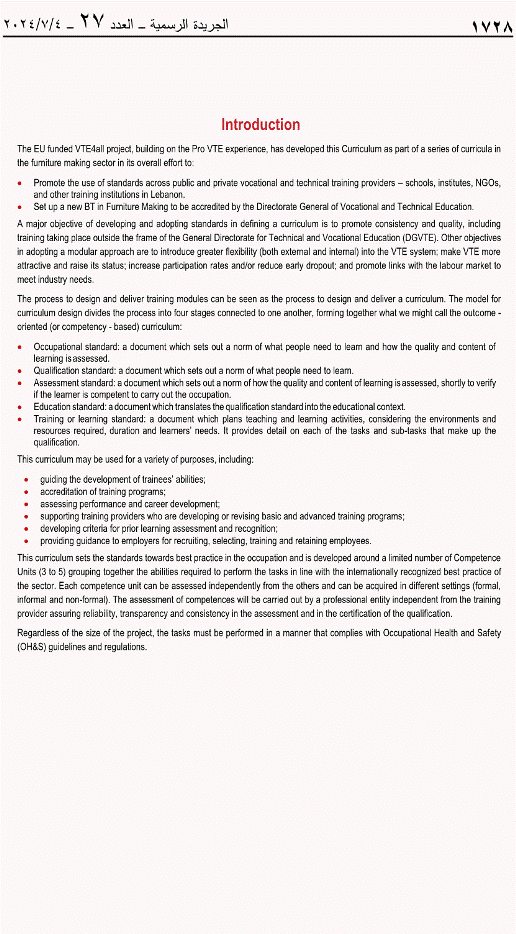 ١٧٢٨
الجريدة الرسمية – العدد ٢٧ – ٢٠٢٤/٧/٤
Introduction
The EU funded VTE4all project, building on the Pro VTE experience, has developed this Curriculum as part of a series of curricula in
the furniture making sector in its overall effort to:
• Promote the use of standards across public and private vocational and technical training providers – schools, institutes, NGOs,
and other training institutions in Lebanon.
• Set up a new BT in Furniture Making to be accredited by the Directorate General of Vocational and Technical Education.
A major objective of developing and adopting standards in defining a curriculum is to promote consistency and quality, including
training taking place outside the frame of the General Directorate for Technical and Vocational Education (DGVTE). Other objectives
in adopting a modular approach are to introduce greater flexibility (both external and internal) into the VTE system; make VTE more
attractive and raise its status; increase participation rates and/or reduce early dropout; and promote links with the labour market to
meet industry needs.
The process to design and deliver training modules can be seen as the process to design and deliver a curriculum. The model for
curriculum design divides the process into four stages connected to one another, forming together what we might call the outcome -
oriented (or competency - based) curriculum:
• Occupational standard: a document which sets out a norm of what people need to learn and how the quality and content of
learning is assessed.
• Qualification standard: a document which sets out a norm of what people need to learn.
• Assessment standard: a document which sets out a norm of how the quality and content of learning is assessed, shortly to verify
if the learner is competent to carry out the occupation.
• Education standard: a document which translates the qualification standard into the educational context.
• Training or learning standard: a document which plans teaching and learning activities, considering the environments and
resources required, duration and learners' needs. It provides detail on each of the tasks and sub-tasks that make up the
qualification.
This curriculum may be used for a variety of purposes, including:
• guiding the development of trainees' abilities;
• accreditation of training programs;
• assessing performance and career development;
• supporting training providers who are developing or revising basic and advanced training programs;
• developing criteria for prior learning assessment and recognition;
• providing guidance to employers for recruiting, selecting, training and retaining employees.
This curriculum sets the standards towards best practice in the occupation and is developed around a limited number of Competence
Units (3 to 5) grouping together the abilities required to perform the tasks in line with the internationally recognized best practice of
the sector. Each competence unit can be assessed independently from the others and can be acquired in different settings (formal,
informal and non-formal). The assessment of competences will be carried out by a professional entity independent from the training
provider assuring reliability, transparency and consistency in the assessment and in the certification of the qualification.
Regardless of the size of the project, the tasks must be performed in a manner that complies with Occupational Health and Safety
(OH&S) guidelines and regulations.